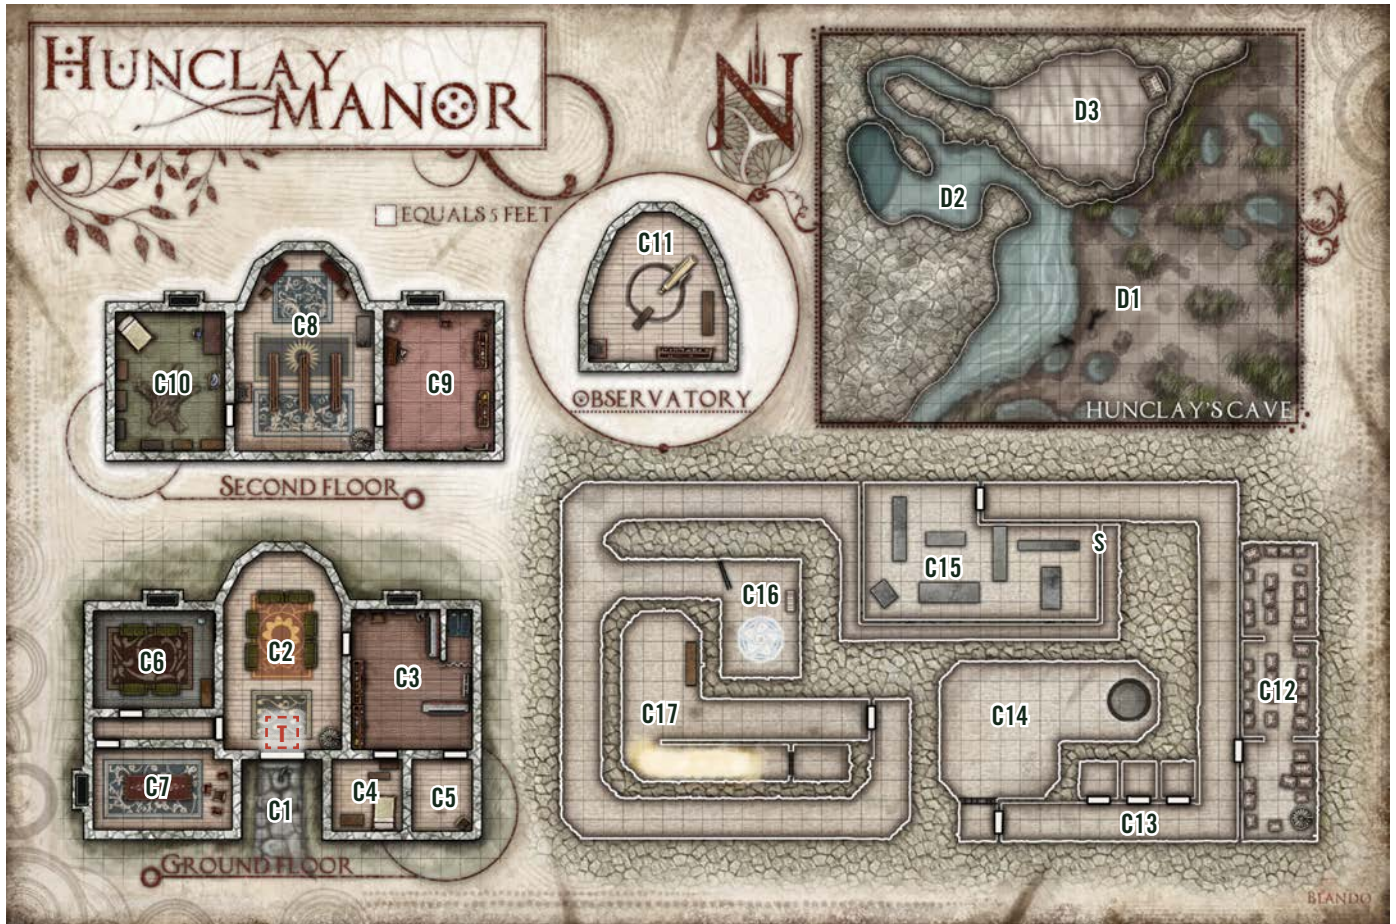 HUNCLAY
MANOR
N
EQUALS 5 FEET
D3
D2
D1
HUNCLAY'S CAVE
C11
OBSERVATORY
C8
C10
C9
SECOND FLOOR
C15
S
C16
C17
C14
C12
C13
C6
C2
C3
T
C7
C1
C4
C5
GROUND FLOOR
BLANDO